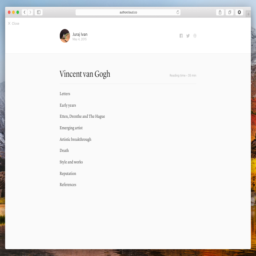 Vincent van Gogh
Letters
Early years
Etten, Drenthe and The Hague
Emerging artist
Artistic breakthrough
Death
Style and works
Reputation
References